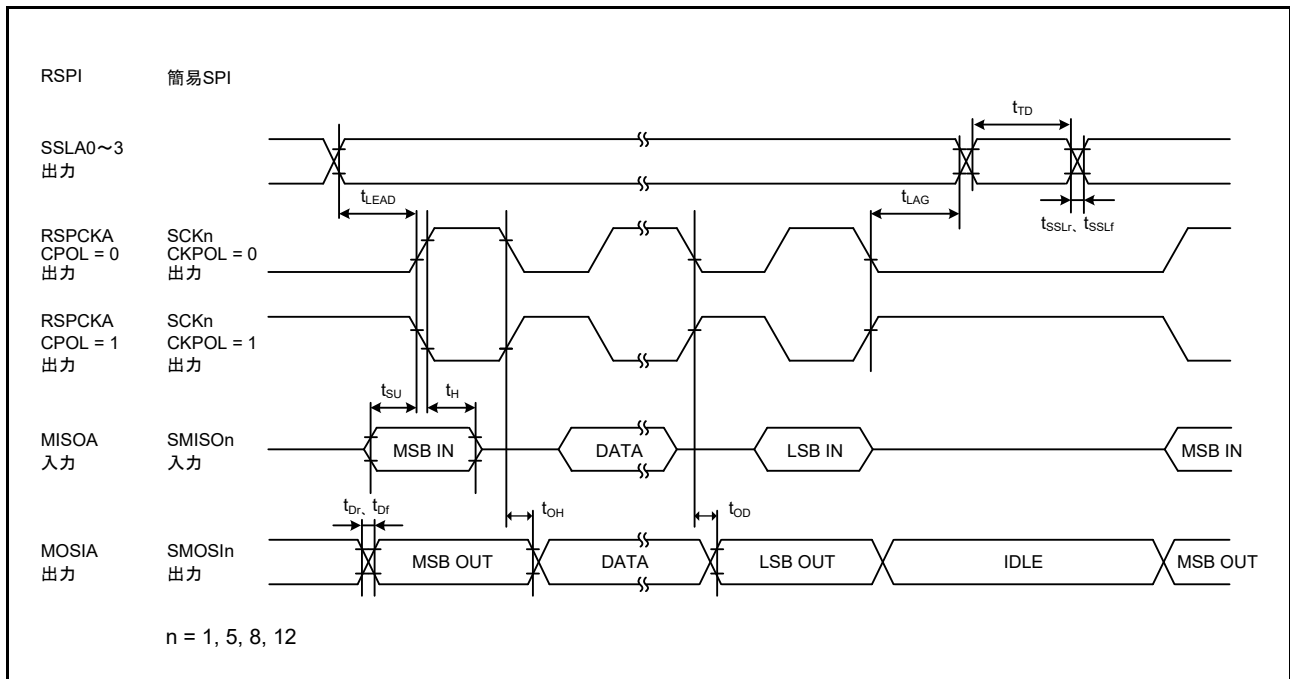 RSPI 簡易SPI
SSLA0～3
出力
tTD
tLEAD
tLAG
tSSLr、tSSLf
RSPCKA SCKn
CPOL = 0 CKPOL = 0
出力 出力
RSPCKA SCKn
CPOL = 1 CKPOL = 1
出力 出力
tSU tH
MISOA SMISOn
入力 入力
MSB IN DATA LSB IN MSB IN
tDr、tDf tOH tOD
MOSIA SMOSIn
出力 出力
MSB OUT DATA LSB OUT IDLE MSB OUT
n = 1, 5, 8, 12